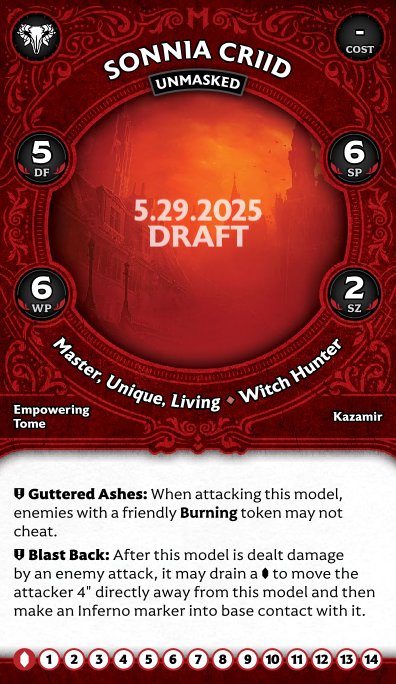 SONNIA CRIID
UNMASKED
-
COST
5
DF
6
SP
5.29.2025
DRAFT
6
WP
2
SZ
Master, Unique, Living ♦ Witch Hunter
Empowering
Tome
Kazamir
Guttered Ashes: When attacking this model,
enemies with a friendly Burning token may not
cheat.
Blast Back: After this model is dealt damage
by an enemy attack, it may drain a to move the
attacker 4" directly away from this model and then
make an Inferno marker into base contact with it.
1 2 3 4 5 6 7 8 9 10 11 12 13 14